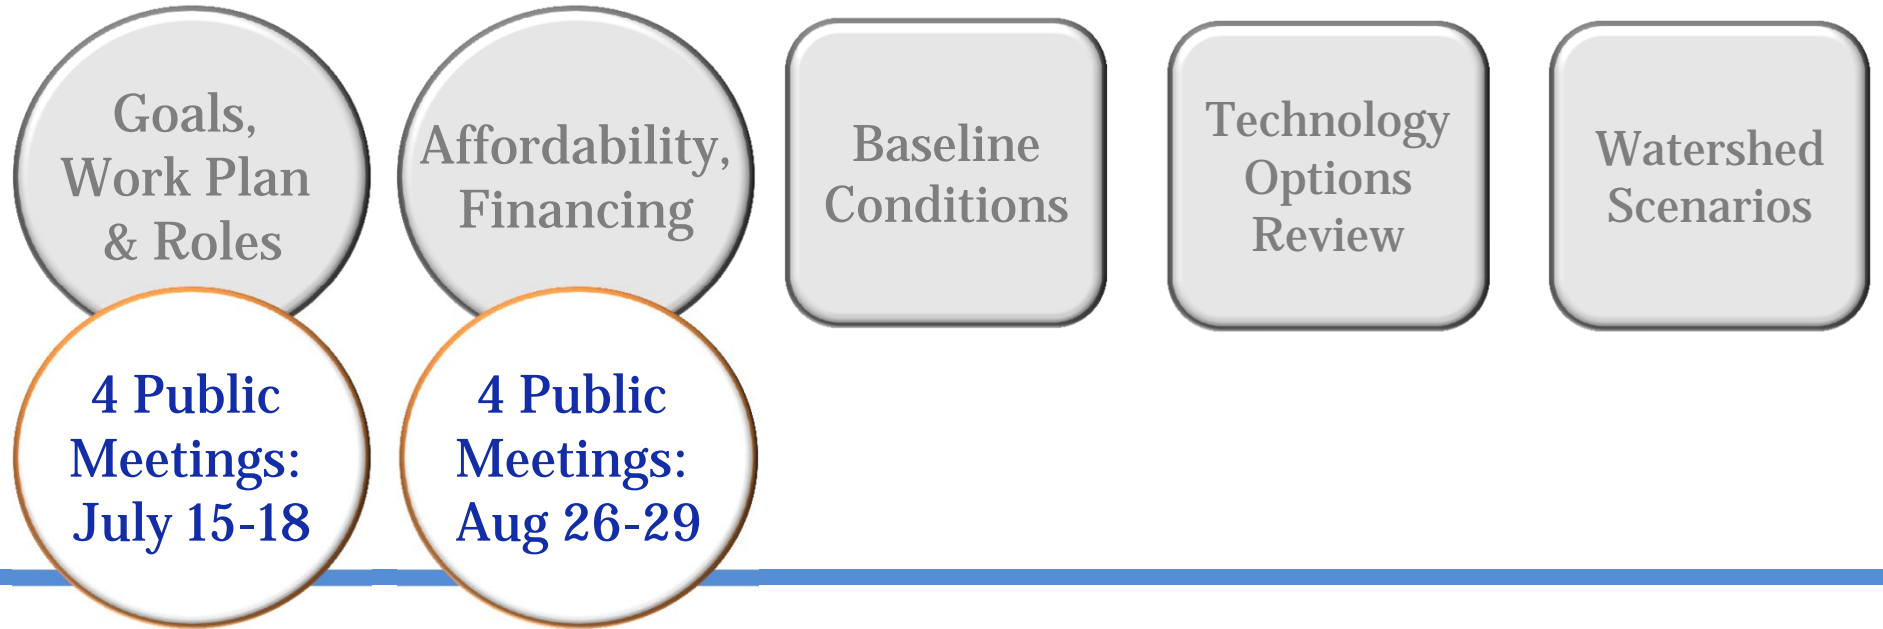 Goals,
Work Plan
& Roles
Affordability,
Financing
Baseline
Conditions
Technology
Options
Review
Watershed
Scenarios
4 Public
Meetings:
July 15-18
4 Public
Meetings:
Aug 26-29